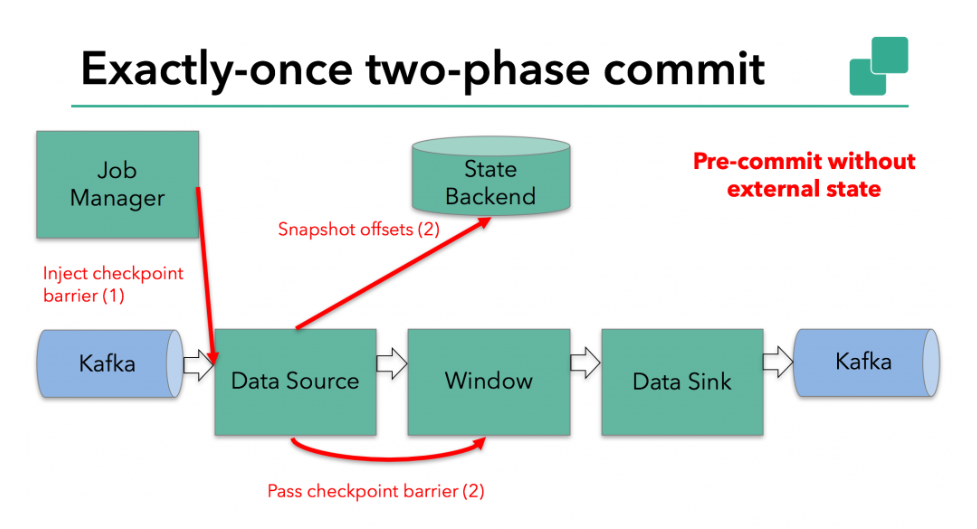 Exactly-once two-phase commit
Job
Manager
State
Backend
Pre-commit without
external state
Snapshot offsets (2)
Inject checkpoint
barrier (1)
Kafka
Data Source
Window
Data Sink
Kafka
Pass checkpoint barrier (2)